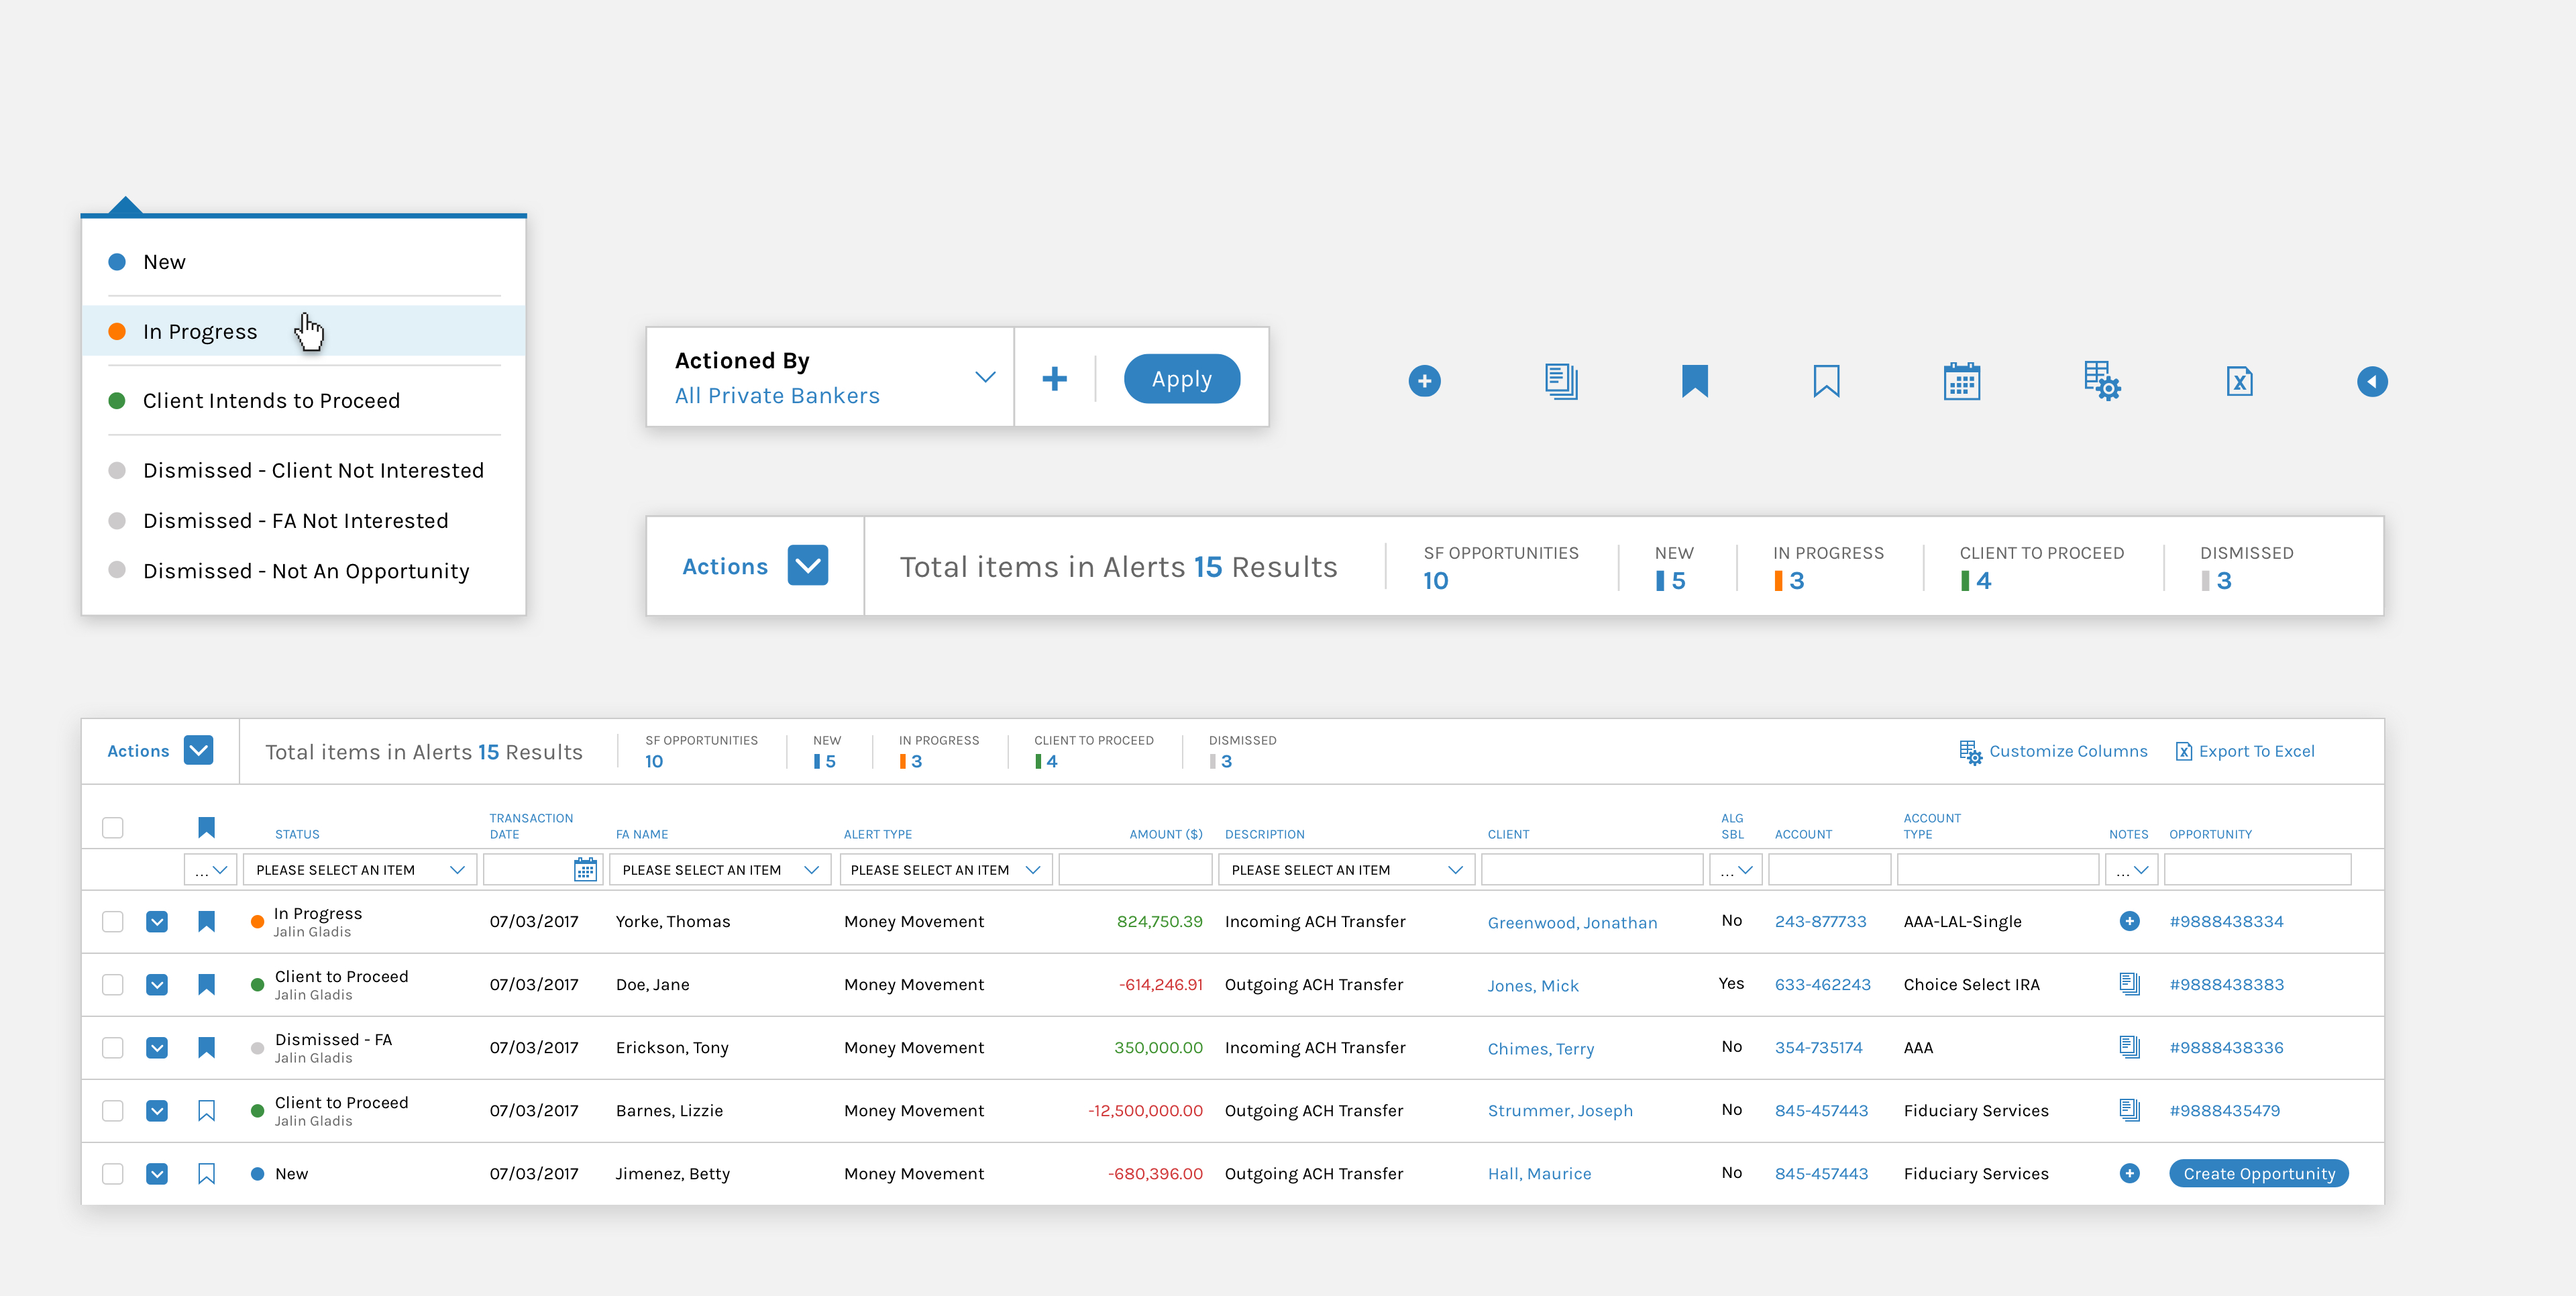 New
In Progress
Client Intends to Proceed
Dismissed - Client Not Interested
Dismissed - FA Not Interested
Dismissed - Not An Opportunity
Actioned By
All Private Bankers
Apply
Actions
Total items in Alerts 15 Results
SF OPPORTUNITIES
10
NEW
5
IN PROGRESS
3
CLIENT TO PROCEED
4
DISMISSED
3
Actions
Total items in Alerts 15 Results
SF OPPORTUNITIES
10
NEW
5
IN PROGRESS
3
CLIENT TO PROCEED
4
DISMISSED
3
Customize Columns
Export To Excel
STATUS
TRANSACTION
DATE
FA NAME
ALERT TYPE
AMOUNT ($)
DESCRIPTION
CLIENT
ALG
SBL
ACCOUNT
ACCOUNT
TYPE
NOTES
OPPORTUNITY
... PLEASE SELECT AN ITEM PLEASE SELECT AN ITEM PLEASE SELECT AN ITEM PLEASE SELECT AN ITEM ... ...
In Progress
Jalin Gladis
07/03/2017 Yorke, Thomas Money Movement 824,750.39 Incoming ACH Transfer Greenwood, Jonathan No 243-877733 AAA-LAL-Single #9888438334
Client to Proceed
Jalin Gladis
07/03/2017 Doe, Jane Money Movement -614,246.91 Outgoing ACH Transfer Jones, Mick Yes 633-462243 Choice Select IRA #9888438383
Dismissed - FA
Jalin Gladis
07/03/2017 Erickson, Tony Money Movement 350,000.00 Incoming ACH Transfer Chimes, Terry No 354-735174 AAA #9888438336
Client to Proceed
Jalin Gladis
07/03/2017 Barnes, Lizzie Money Movement -12,500,000.00 Outgoing ACH Transfer Strummer, Joseph No 845-457443 Fiduciary Services #9888435479
New 07/03/2017 Jimenez, Betty Money Movement -680,396.00 Outgoing ACH Transfer Hall, Maurice No 845-457443 Fiduciary Services Create Opportunity